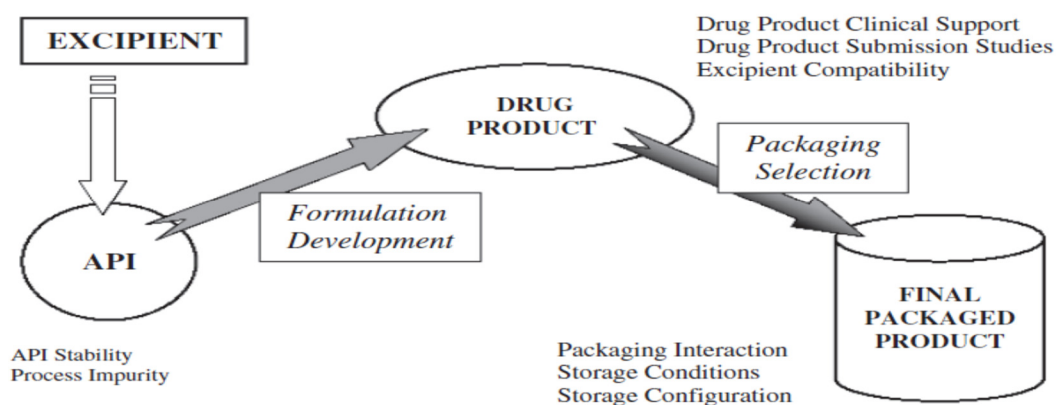 EXCIPIENT
Drug Product Clinical Support
Drug Product Submission Studies
Excipient Compatibility
DRUG
PRODUCT
Packaging
Selection
Formulation
Development
API
FINAL
PACKAGED
PRODUCT
API Stability
Process Impurity
Packaging Interaction
Storage Conditions
Storage Configuration